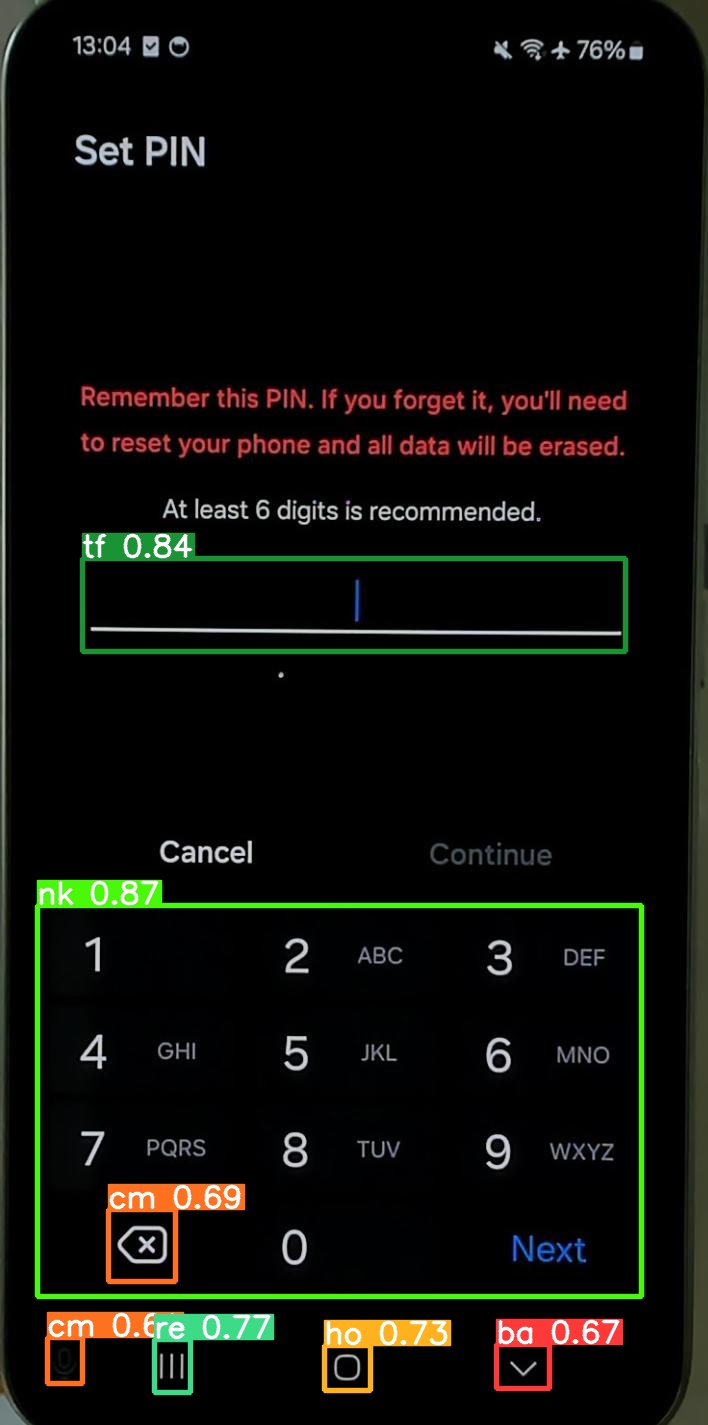 13:04 76%
Set PIN
Remember this PIN. If you forget it, you'll need
to reset your phone and all data will be erased.
At least 6 digits is recommended.
tf 0.84
Cancel Continue
nk 0.87
1 2 ABC 3 DEF
4 GHI 5 JKL 6 MNO
7 PQRS 8 TUV 9 WXYZ
cm 0.69
0 Next
cm 0.6 re 0.77 ho 0.73 ba 0.67